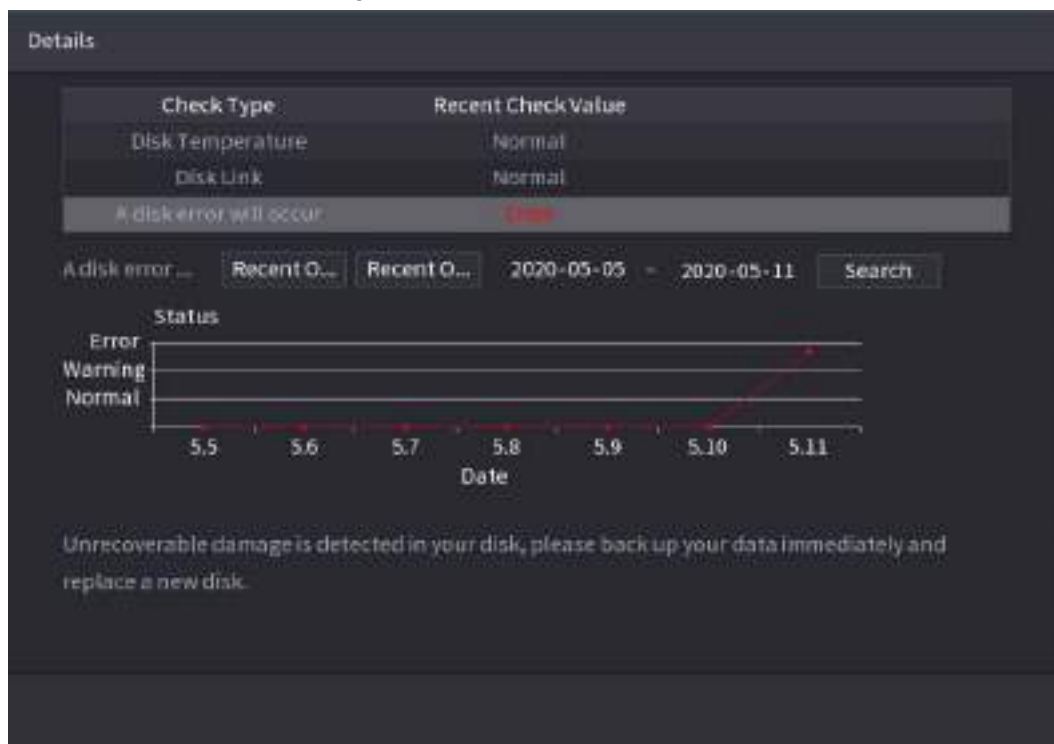 Details
Check Type Recent Check Value
Disk Temperature Normal
Disk Link Normal
A disk error will occur Error
A disk error ... Recent O... Recent O... 2020-05-05 - 2020-05-11 Search
Status
Error
Warning
Normal
5.5 5.6 5.7 5.8 5.9 5.10 5.11
Date
Unrecoverable damage is detected in your disk, please back up your data immediately and
replace a new disk.